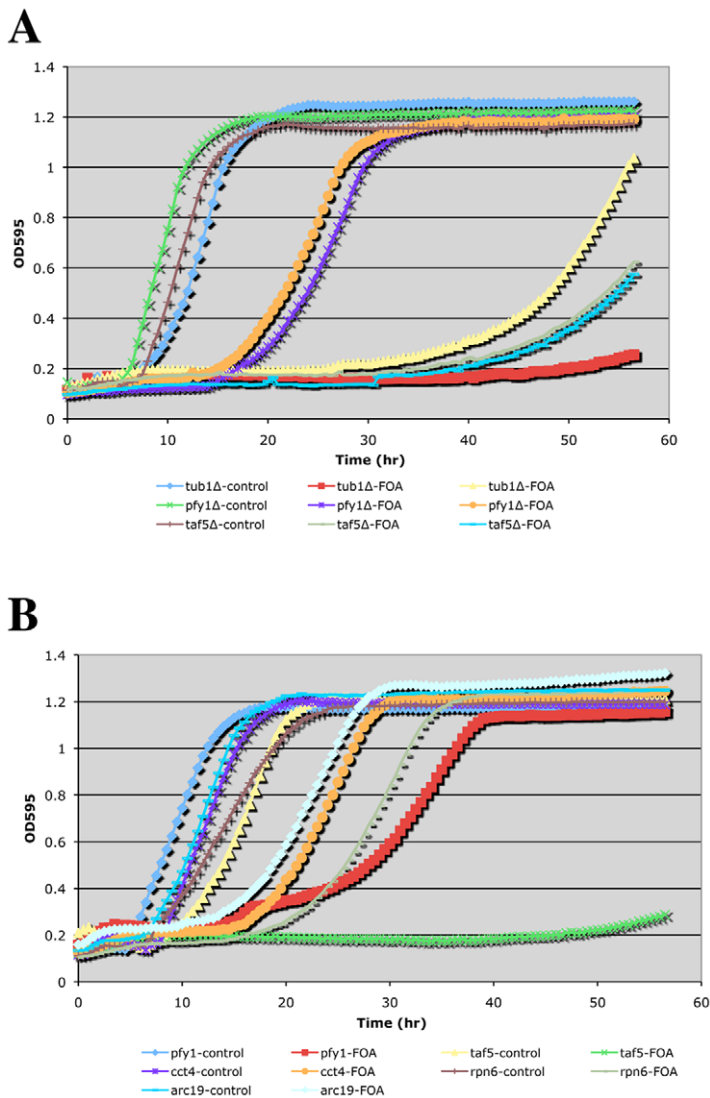 A
1.4
1.2
1
0.8
0.6
0.4
0.2
0
OD595
0 10 20 30 40 50 60
Time (hr)
tub1Δ-control tub1Δ-FOA tub1Δ-FOA
pfy1Δ-control pfy1Δ-FOA pfy1Δ-FOA
taf5Δ-control taf5Δ-FOA taf5Δ-FOA
B
1.4
1.2
1
0.8
0.6
0.4
0.2
0
OD595
0 10 20 30 40 50 60
Time (hr)
pfy1-control pfy1-FOA taf5-control taf5-FOA
cct4-control cct4-FOA rpn6-control rpn6-FOA
arc19-control arc19-FOA